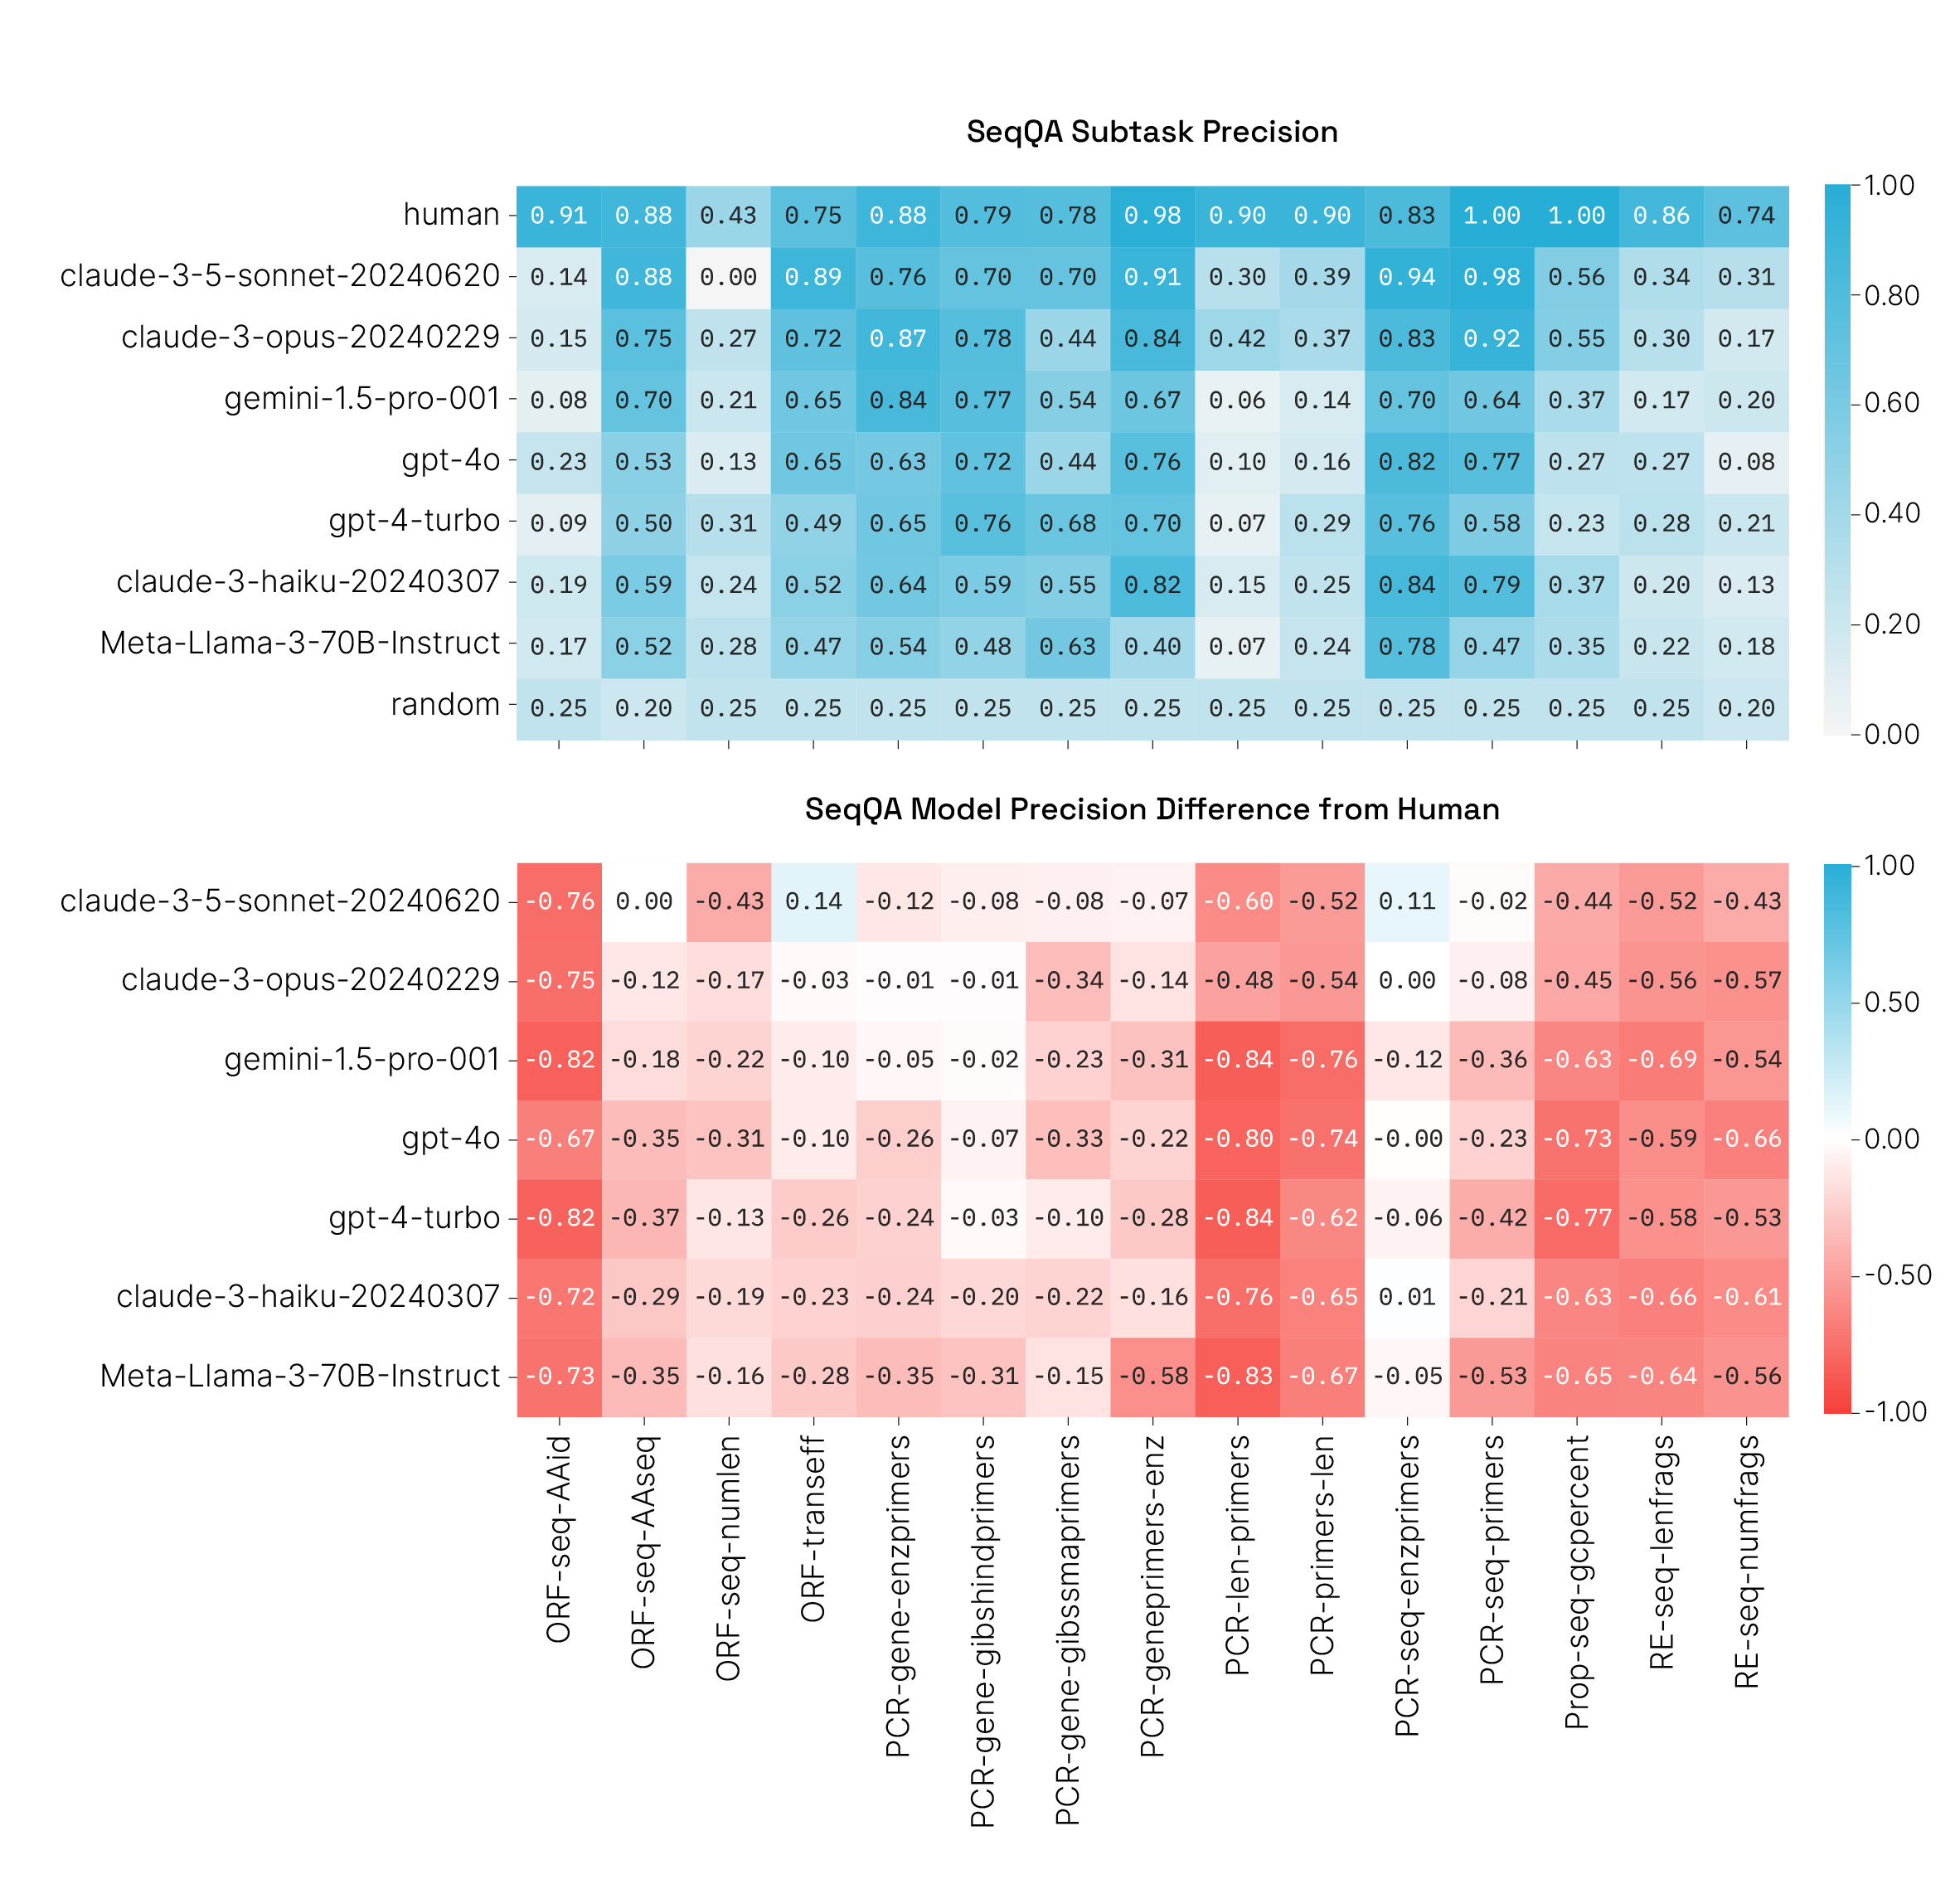 SeqQA Subtask Precision
human 0.91 0.88 0.43 0.75 0.88 0.79 0.78 0.98 0.90 0.90 0.83 1.00 1.00 0.86 0.74
claude-3-5-sonnet-20240620 0.14 0.88 0.00 0.89 0.76 0.70 0.70 0.91 0.30 0.39 0.94 0.98 0.56 0.34 0.31
claude-3-opus-20240229 0.15 0.75 0.27 0.72 0.87 0.78 0.44 0.84 0.42 0.37 0.83 0.92 0.55 0.30 0.17
gemini-1.5-pro-001 0.08 0.70 0.21 0.65 0.84 0.77 0.54 0.67 0.06 0.14 0.70 0.64 0.37 0.17 0.20
gpt-4o 0.23 0.53 0.13 0.65 0.63 0.72 0.44 0.76 0.10 0.16 0.82 0.77 0.27 0.27 0.08
gpt-4-turbo 0.09 0.50 0.31 0.49 0.65 0.76 0.68 0.70 0.07 0.29 0.76 0.58 0.23 0.28 0.21
claude-3-haiku-20240307 0.19 0.59 0.24 0.52 0.64 0.59 0.55 0.82 0.15 0.25 0.84 0.79 0.37 0.20 0.13
Meta-Llama-3-70B-Instruct 0.17 0.52 0.28 0.47 0.54 0.48 0.63 0.40 0.07 0.24 0.78 0.47 0.35 0.22 0.18
random 0.25 0.20 0.25 0.25 0.25 0.25 0.25 0.25 0.25 0.25 0.25 0.25 0.25 0.25 0.20
1.00
0.80
0.60
0.40
0.20
0.00
SeqQA Model Precision Difference from Human
claude-3-5-sonnet-20240620 -0.76 0.00 -0.43 0.14 -0.12 -0.08 -0.08 -0.07 -0.60 -0.52 0.11 -0.02 -0.44 -0.52 -0.43
claude-3-opus-20240229 -0.75 -0.12 -0.17 -0.03 -0.01 -0.01 -0.34 -0.14 -0.48 -0.54 0.00 -0.08 -0.45 -0.56 -0.57
gemini-1.5-pro-001 -0.82 -0.18 -0.22 -0.10 -0.05 -0.02 -0.23 -0.31 -0.84 -0.76 -0.12 -0.36 -0.63 -0.69 -0.54
gpt-4o -0.67 -0.35 -0.31 -0.10 -0.26 -0.07 -0.33 -0.22 -0.80 -0.74 -0.00 -0.23 -0.73 -0.59 -0.66
gpt-4-turbo -0.82 -0.37 -0.13 -0.26 -0.24 -0.03 -0.10 -0.28 -0.84 -0.62 -0.06 -0.42 -0.77 -0.58 -0.53
claude-3-haiku-20240307 -0.72 -0.29 -0.19 -0.23 -0.24 -0.20 -0.22 -0.16 -0.76 -0.65 0.01 -0.21 -0.63 -0.66 -0.61
Meta-Llama-3-70B-Instruct -0.73 -0.35 -0.16 -0.28 -0.35 -0.31 -0.15 -0.58 -0.83 -0.67 -0.05 -0.53 -0.65 -0.64 -0.56
1.00
0.50
0.00
-0.50
-1.00
ORF-seq-AAid
ORF-seq-AAseq
ORF-seq-numlen
ORF-transeff
PCR-gene-enzprimers
PCR-gene-gibshindprimers
PCR-gene-gibssmaprimers
PCR-geneprimers-enz
PCR-len-primers
PCR-primers-len
PCR-seq-enzprimers
PCR-seq-primers
Prop-seq-gcpercent
RE-seq-lenfrags
RE-seq-numfrags